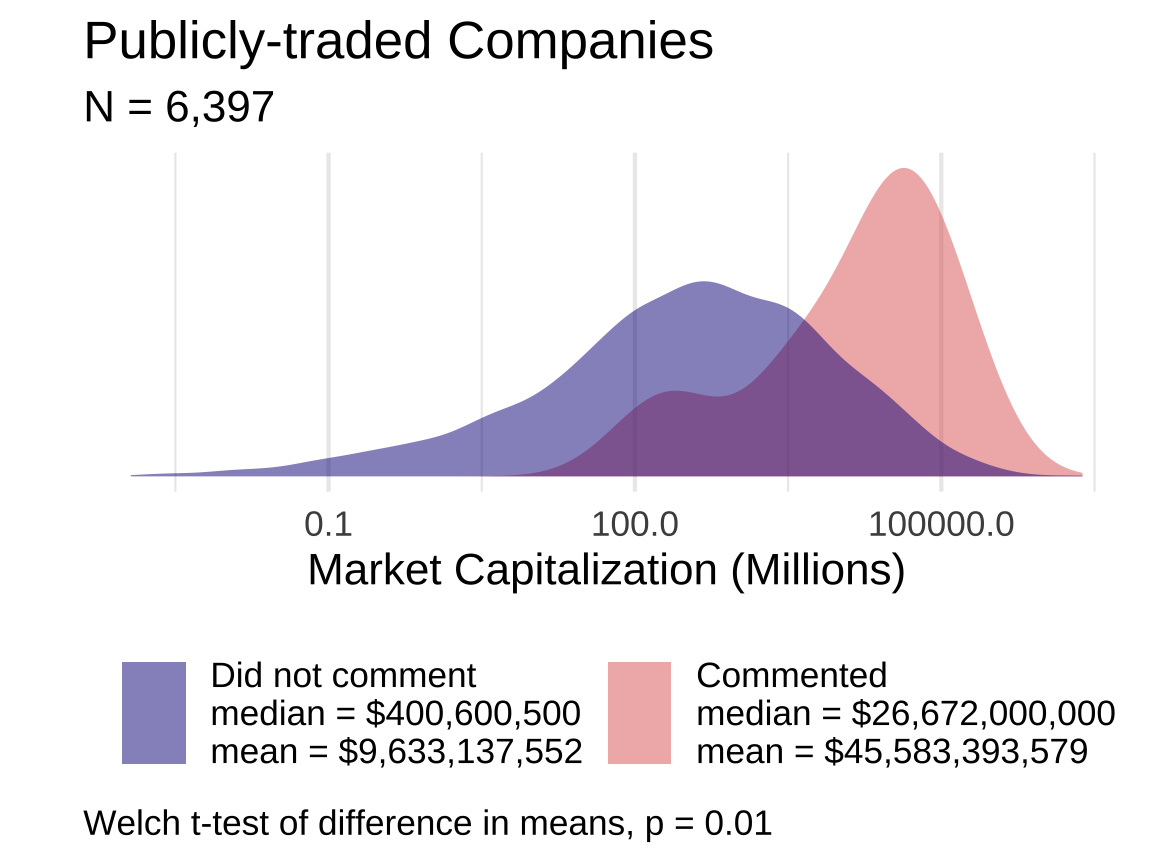 Publicly-traded Companies
N = 6,397
0.1
100.0
100000.0
Market Capitalization (Millions)
Did not comment
median = $400,600,500
mean = $9,633,137,552
Commented
median = $26,672,000,000
mean = $45,583,393,579
Welch t-test of difference in means, p = 0.01